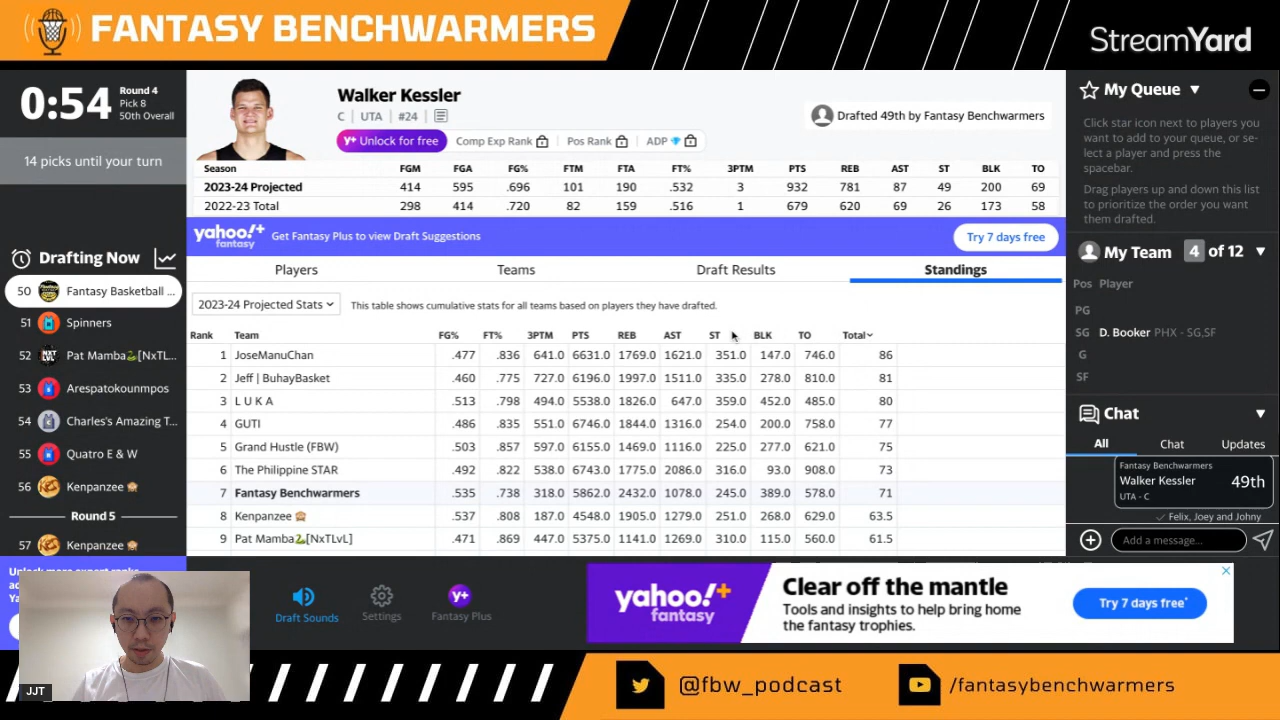 FANTASY BENCHWARMERS
StreamYard
0:54
Round 4
Pick 8
50th Overall
14 picks until your turn
Drafting Now
50 Fantasy Basketball ...
51 Spinners
52 Pat Mamba🐍[NxTL...
53 Arespatokounmpos
54 Charles's Amazing T...
55 Quatro E & W
56 Kenpanzee 🙊
Round 5
57 Kenpanzee 🙊
Walker Kessler
C | UTA | #24
Y+ Unlock for free Comp Exp Rank Pos Rank ADP
Drafted 49th by Fantasy Benchwarmers
Season FGM FGA FG% FTM FTA FT% 3PTM PTS REB AST ST BLK TO
2023-24 Projected 414 595 .696 101 190 .532 3 932 781 87 49 200 69
2022-23 Total 298 414 .720 82 159 .516 1 679 620 69 26 173 58
yahoo!+ fantasy Get Fantasy Plus to view Draft Suggestions Try 7 days free
Players Teams Draft Results Standings
2023-24 Projected Stats This table shows cumulative stats for all teams based on players they have drafted.
Rank Team FG% FT% 3PTM PTS REB AST ST BLK TO Total
1 JoseManuChan .477 .836 641.0 6631.0 1769.0 1621.0 351.0 147.0 746.0 86
2 Jeff | BuhayBasket .460 .775 727.0 6196.0 1997.0 1511.0 335.0 278.0 810.0 81
3 L U K A .513 .798 494.0 5538.0 1826.0 647.0 359.0 452.0 485.0 80
4 GUTI .486 .835 551.0 6746.0 1844.0 1316.0 254.0 200.0 758.0 77
5 Grand Hustle (FBW) .503 .857 597.0 6155.0 1469.0 1116.0 225.0 277.0 621.0 75
6 The Philippine STAR .492 .822 538.0 6743.0 1775.0 2086.0 316.0 93.0 908.0 73
7 Fantasy Benchwarmers .535 .738 318.0 5862.0 2432.0 1078.0 245.0 389.0 578.0 71
8 Kenpanzee 🙊 .537 .808 187.0 4548.0 1905.0 1279.0 251.0 268.0 629.0 63.5
9 Pat Mamba🐍[NxTLvL] .471 .869 447.0 5375.0 1141.0 1269.0 310.0 115.0 560.0 61.5
My Queue
Click star icon next to players you
want to add to your queue, or se-
lect a player and press the
spacebar.
Drag players up and down this list
to prioritize the order you want
them drafted.
My Team 4 of 12
Pos Player
PG
SG D. Booker PHX - SG,SF
G
SF
Chat
All Chat Updates
Fantasy Benchwarmers
Walker Kessler 49th
UTA - C
Felix, Joey and Johny
Add a message...
Draft Sounds
Settings
Y+
Fantasy Plus
yahoo!+
fantasy
Clear off the mantle
Tools and insights to help bring home
the fantasy trophies.
Try 7 days free*
JJT
@fbw_podcast
/fantasybenchwarmers